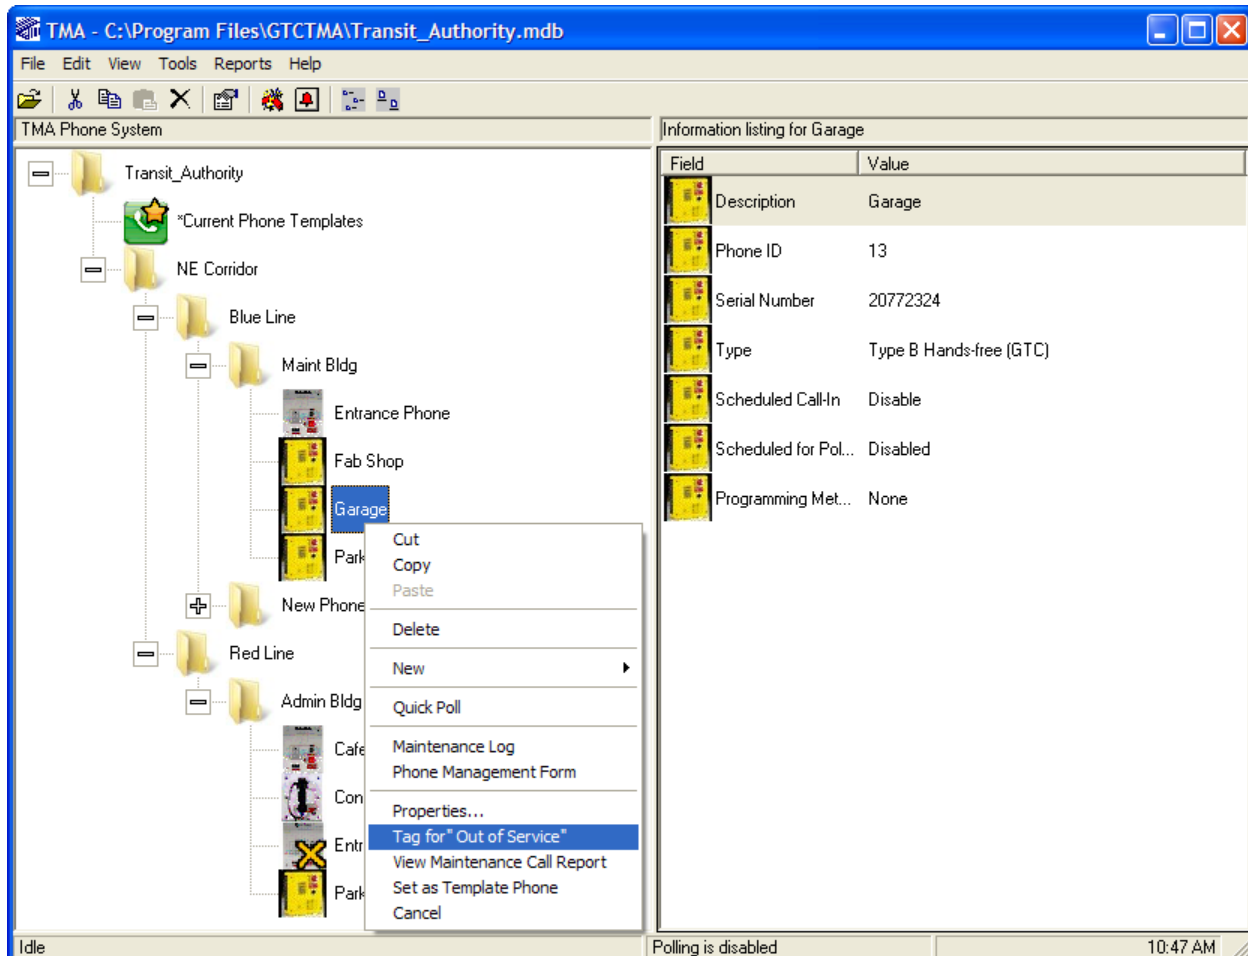 TMA - C:\Program Files\GTCTMA\Transit_Authority.mdb
File Edit View Tools Reports Help
TMA Phone System
Information listing for Garage
Transit_Authority
*Current Phone Templates
NE Corridor
Blue Line
Maint Bldg
Entrance Phone
Fab Shop
Garage
Park
New Phone
Red Line
Admin Bldg
Cafe
Con
Entr
Park
Cut
Copy
Paste
Delete
New
Quick Poll
Maintenance Log
Phone Management Form
Properties...
Tag for" Out of Service"
View Maintenance Call Report
Set as Template Phone
Cancel
Field Value
Description Garage
Phone ID 13
Serial Number 20772324
Type Type B Hands-free (GTC)
Scheduled Call-In Disable
Scheduled for Pol... Disabled
Programming Met... None
Idle
Polling is disabled
10:47 AM